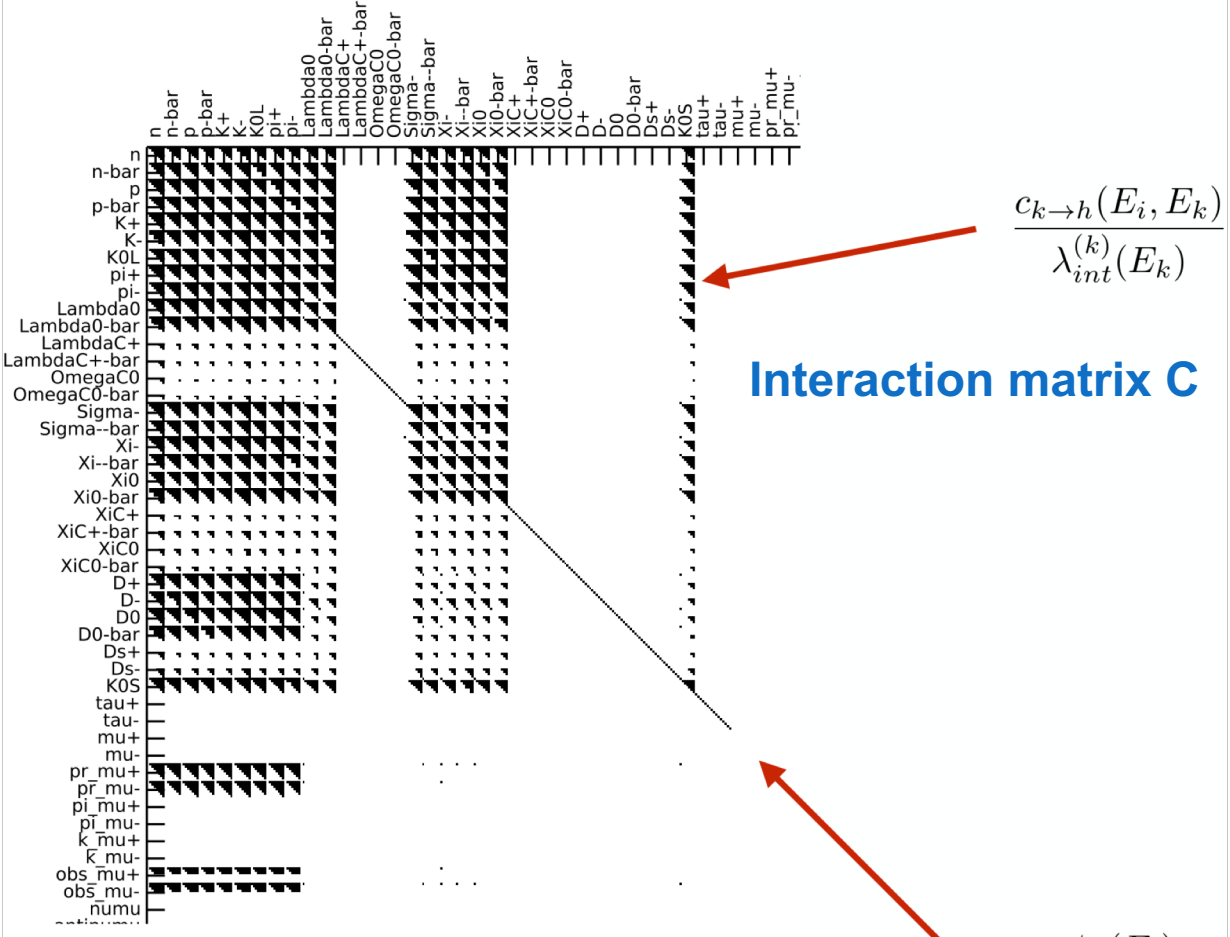 n
n-bar
p
p-bar
K+
K-
K0L
pi+
pi-
Lambda0
Lambda0-bar
LambdaC+
LambdaC+-bar
OmegaC0
OmegaC0-bar
Sigma-
Sigma--bar
Xi-
Xi--bar
Xi0
Xi0-bar
XiC+
XiC+-bar
XiC0
XiC0-bar
D+
D-
D0
D0-bar
Ds+
Ds-
K0S
tau+
tau-
mu+
mu-
pr_mu+
pr_mu-
n
n-bar
p
p-bar
K+
K-
K0L
pi+
pi-
Lambda0
Lambda0-bar
LambdaC+
LambdaC+-bar
OmegaC0
OmegaC0-bar
Sigma-
Sigma--bar
Xi-
Xi--bar
Xi0
Xi0-bar
XiC+
XiC+-bar
XiC0
XiC0-bar
D+
D-
D0
D0-bar
Ds+
Ds-
K0S
tau+
tau-
mu+
mu-
pr_mu+
pr_mu-
pi_mu+
pi_mu-
k_mu+
k_mu-
obs_mu+
obs_mu-
numu
c_{k→h}(E_i, E_k)
λ_{int}^{(k)}(E_k)
Interaction matrix C